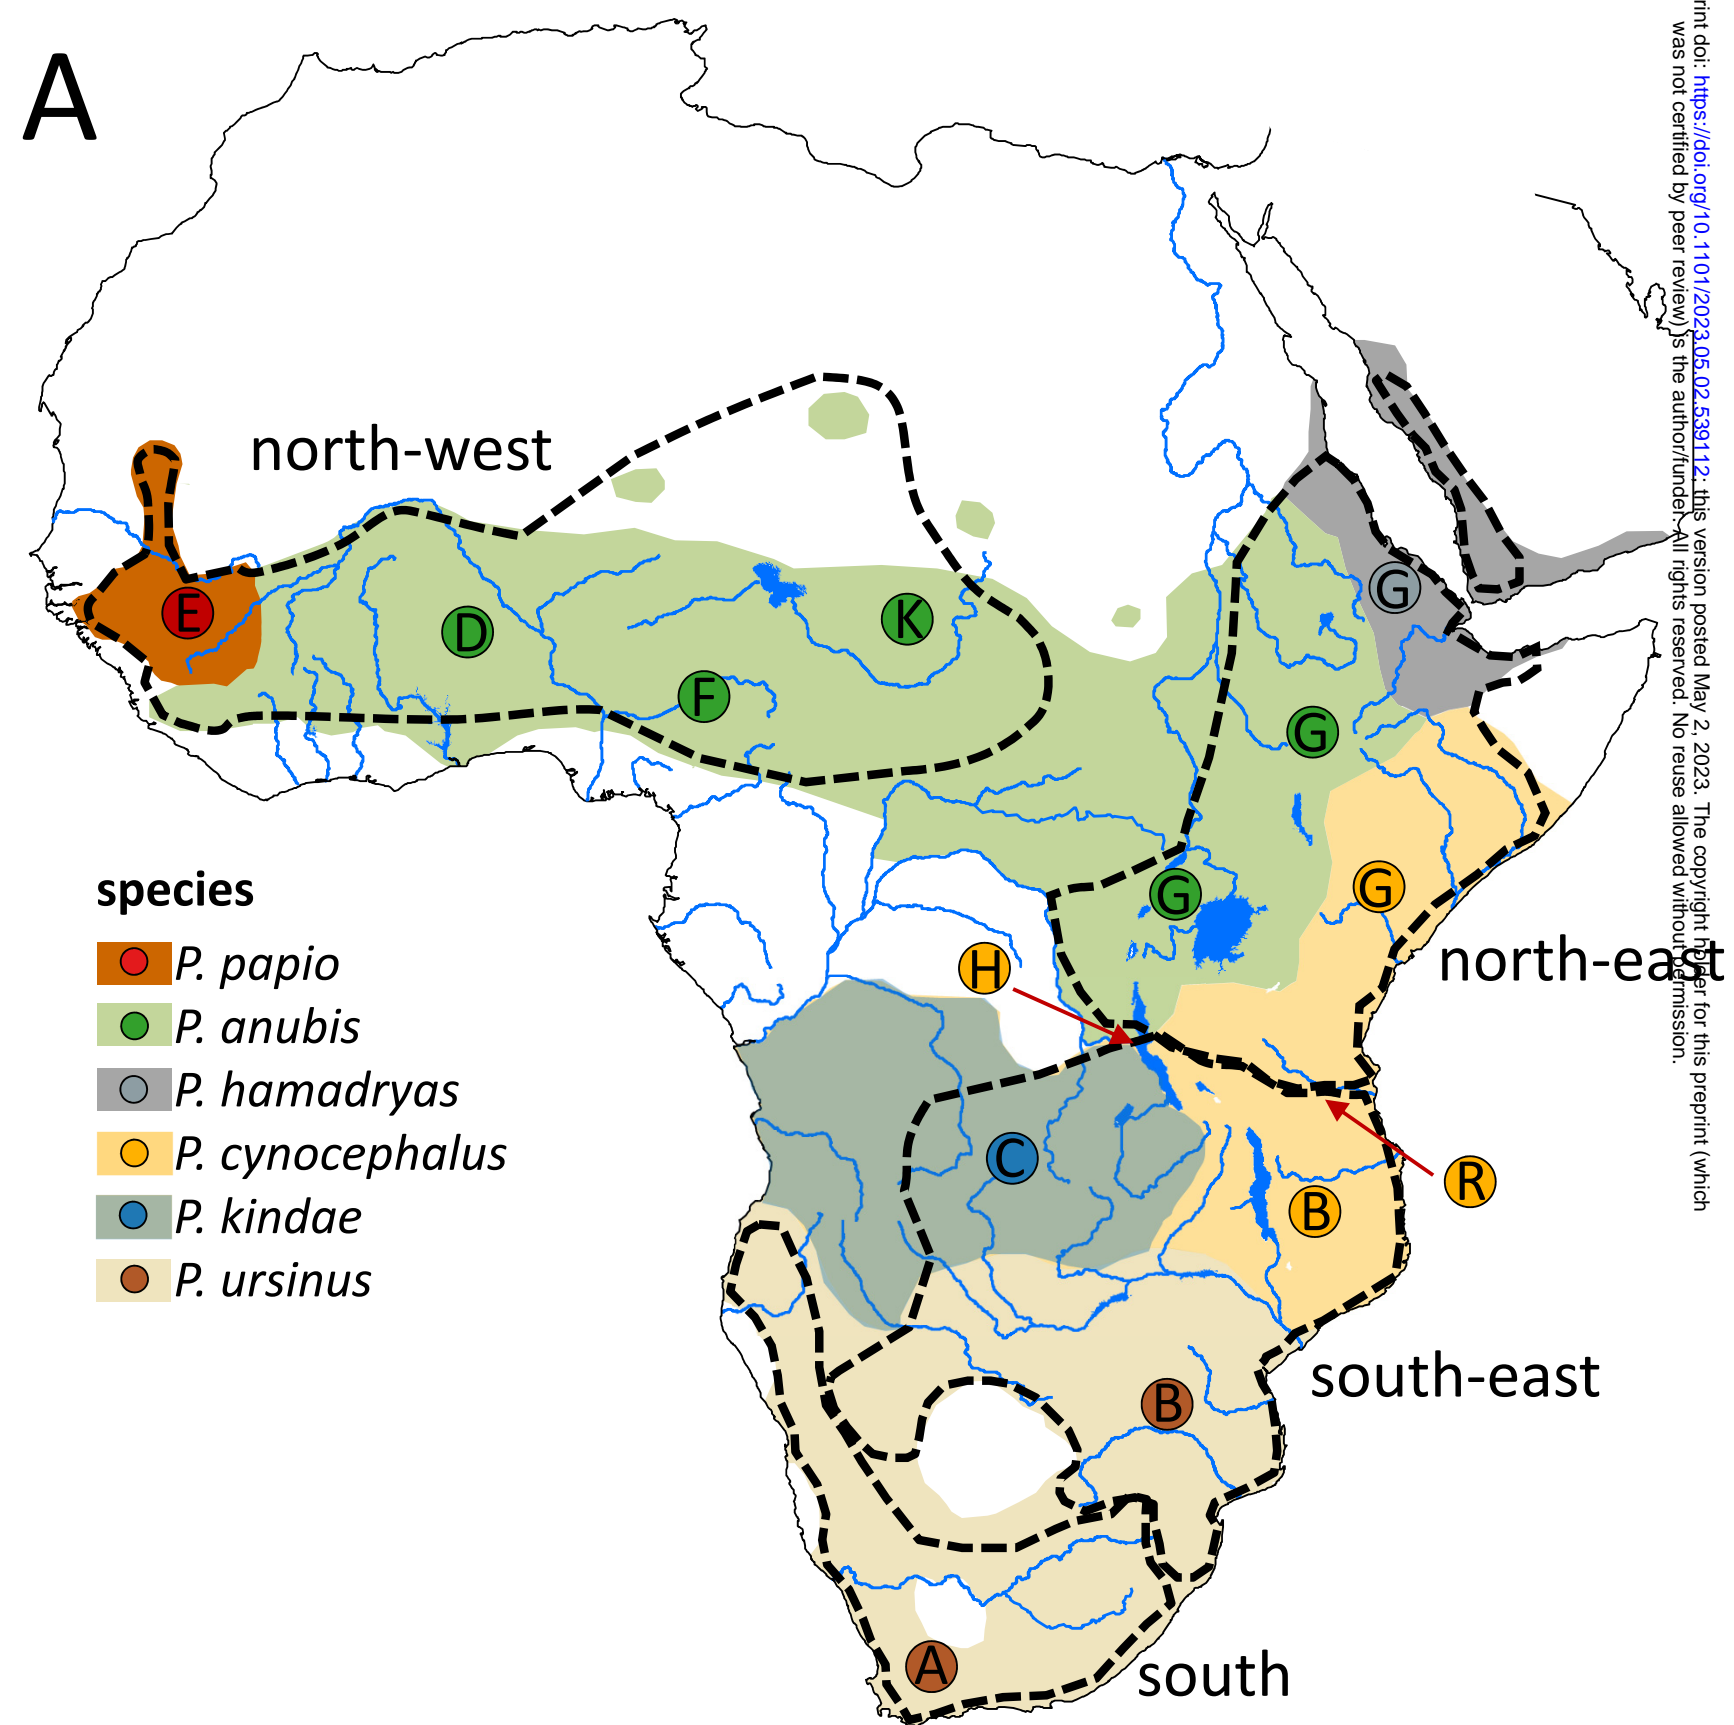 A
north-west
E
D
K
F
G
G
G
G
H
north-east
C
R
B
south-east
B
A
south
species
P. papio
P. anubis
P. hamadryas
P. cynocephalus
P. kindae
P. ursinus
rint doi: https://doi.org/10.1101/2023.05.02.539112; this version posted May 2, 2023. The copyright holder for this preprint (which
was not certified by peer review) is the author/funder. All rights reserved. No reuse allowed without permission.